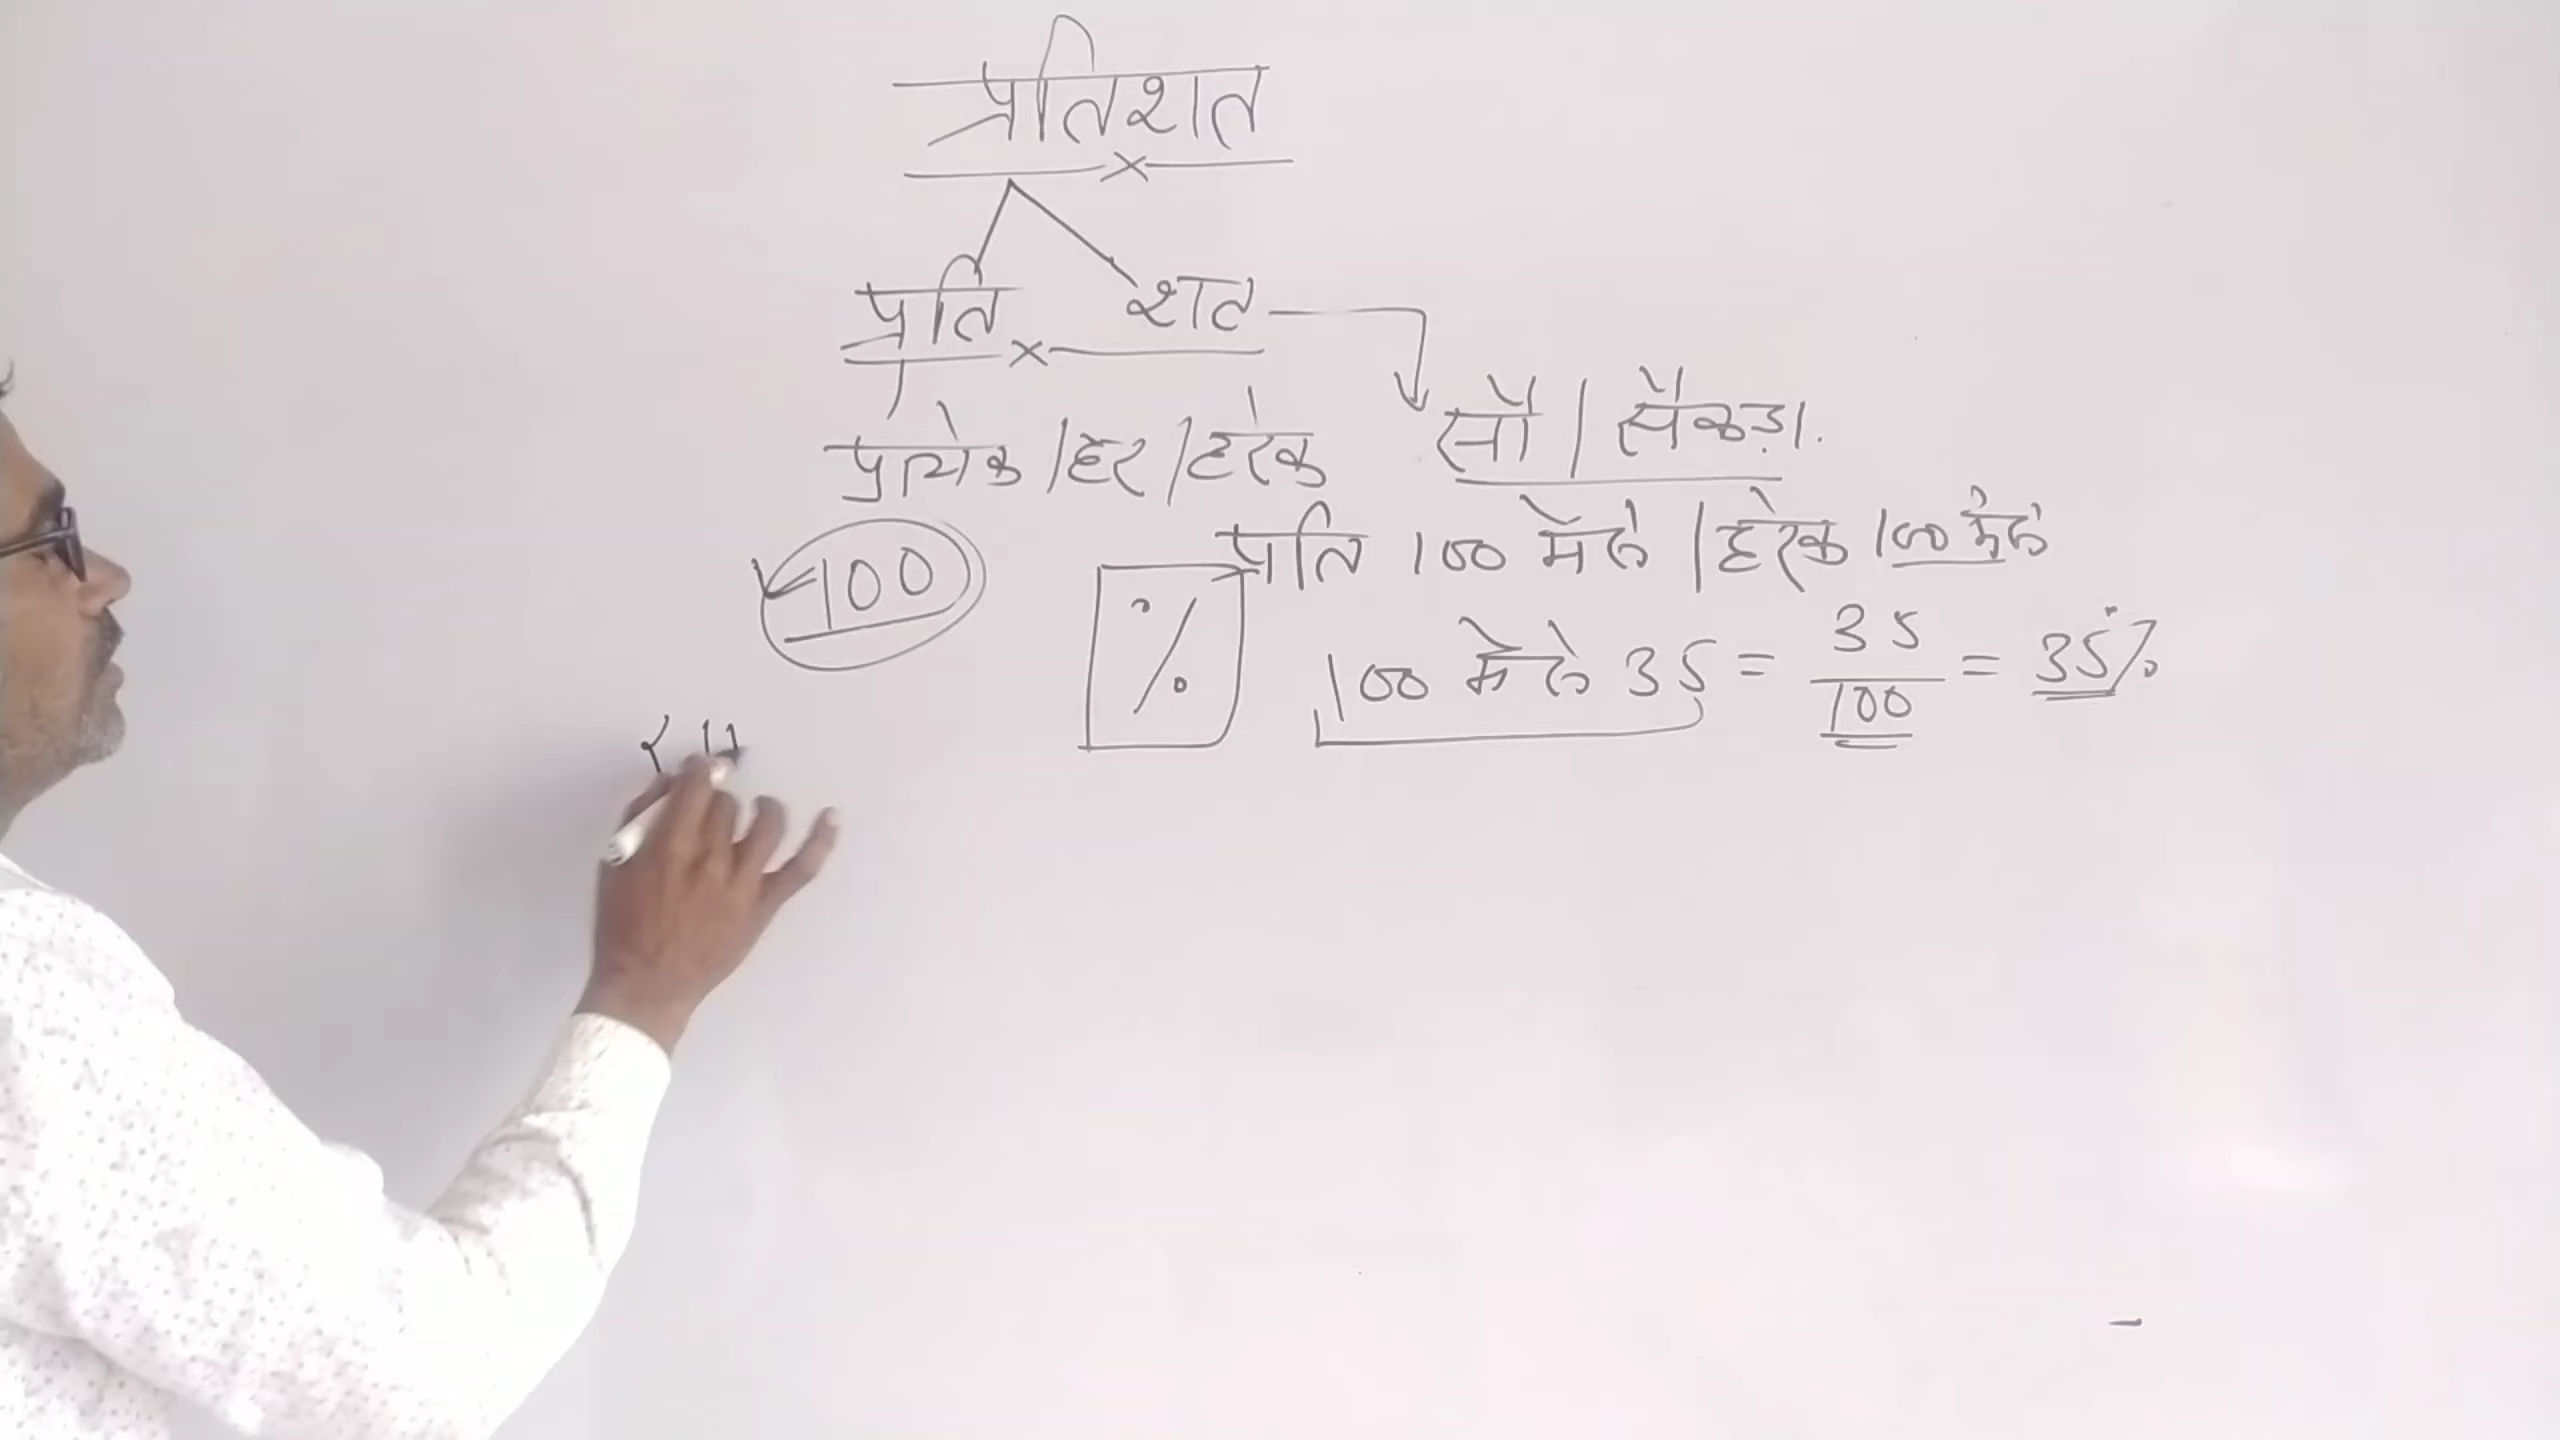 प्रतिशत
प्रति शत
प्रत्येक / हर / हरेक सौ / सैकड़ा.
प्रति 100 में से / हरेक 100 में से
100
%
100 में से 35 = 35/100 = 35%